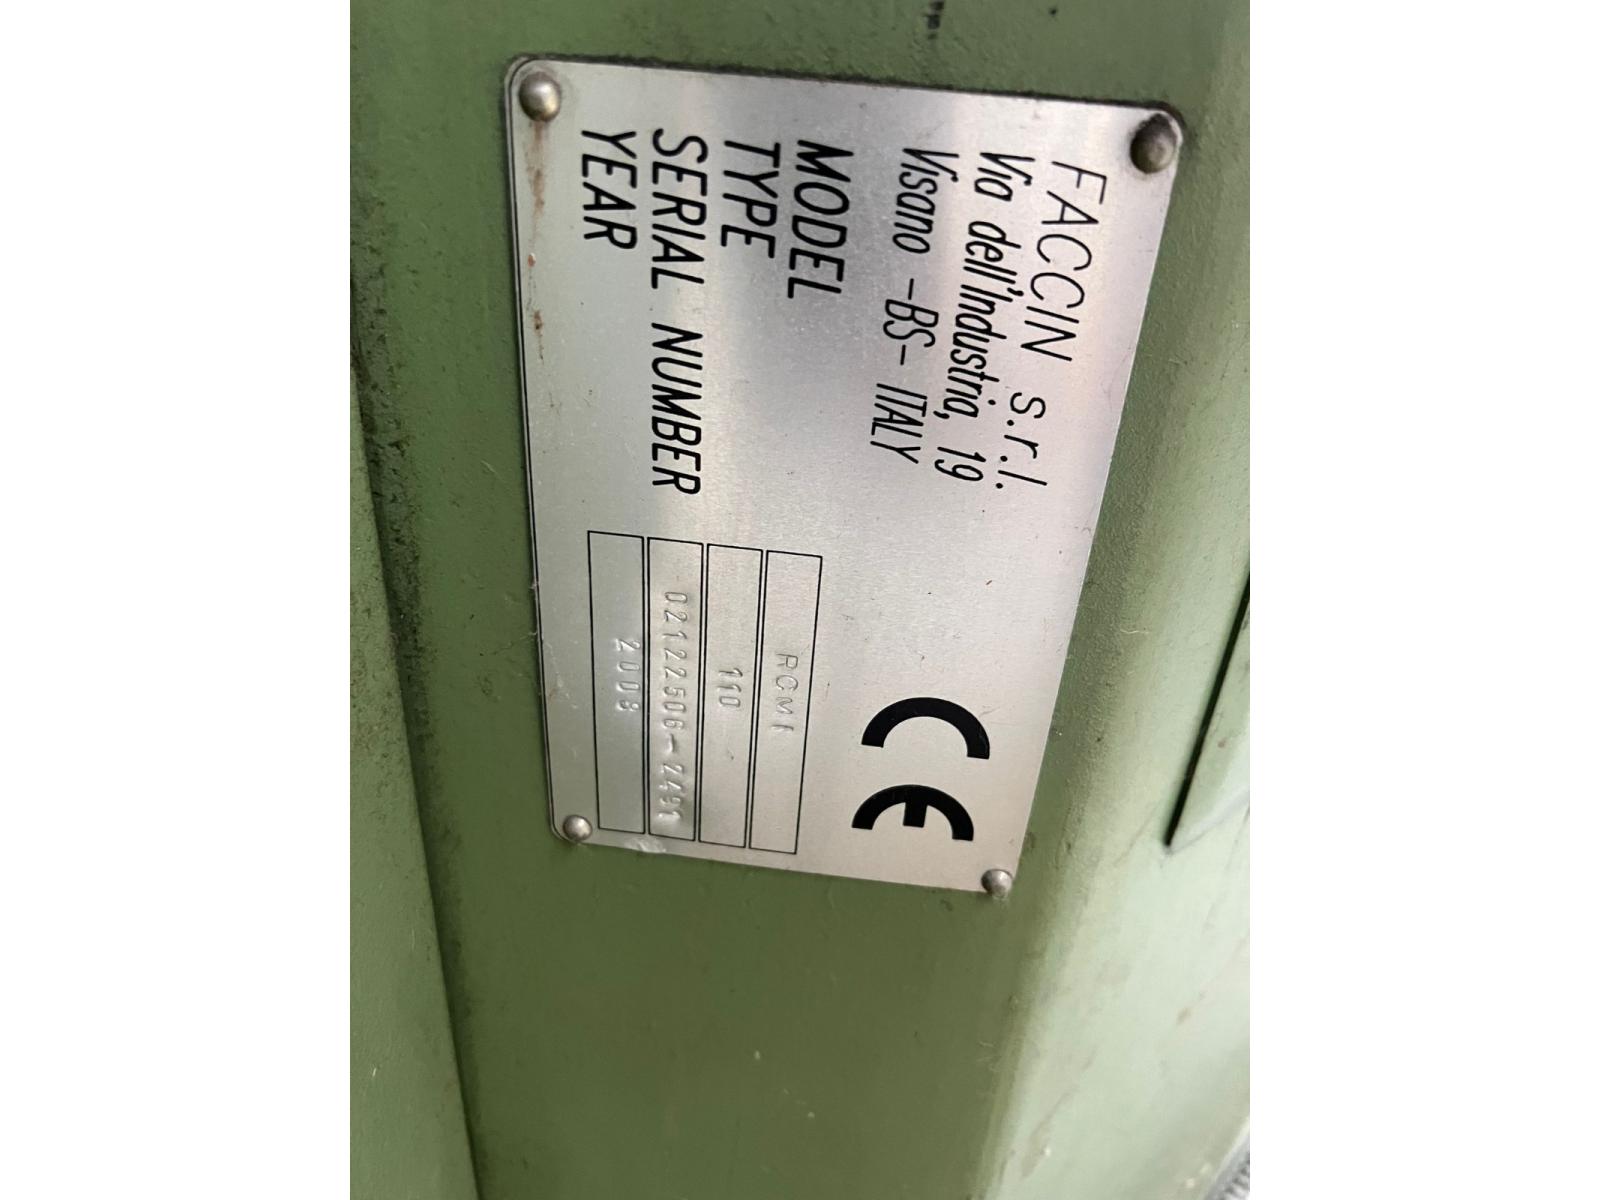 FACCIN s.r.l.
Via dell'Industria, 19
Visano -BS- ITALY
CE
MODEL RCMI
TYPE 110
SERIAL NUMBER
YEAR 2008